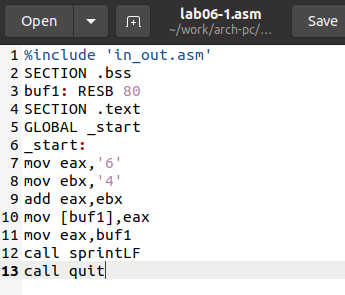 Open
lab06-1.asm
~/work/arch-pc/...
Save
1 %include 'in_out.asm'
2 SECTION .bss
3 buf1: RESB 80
4 SECTION .text
5 GLOBAL _start
6 _start:
7 mov eax,'6'
8 mov ebx,'4'
9 add eax,ebx
10 mov [buf1],eax
11 mov eax,buf1
12 call sprintLF
13 call quit